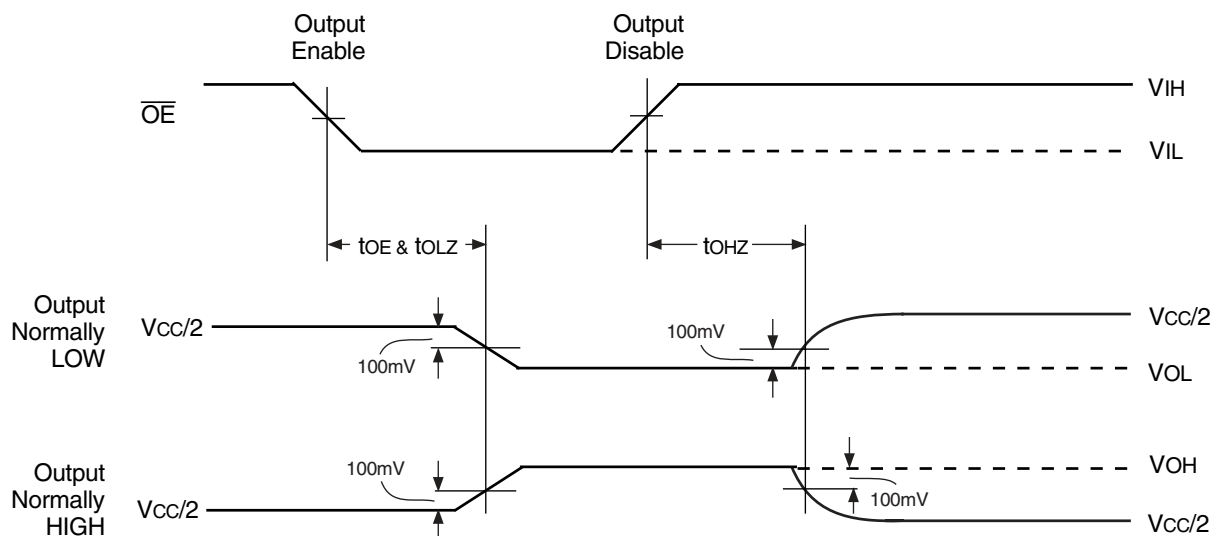 Output
Enable
Output
Disable
OE
VIH
VIL
tOE & tOLZ
tOHZ
Output
Normally
LOW
VCC/2
100mV
100mV
VCC/2
VOL
Output
Normally
HIGH
VCC/2
100mV
VOH
100mV
VCC/2